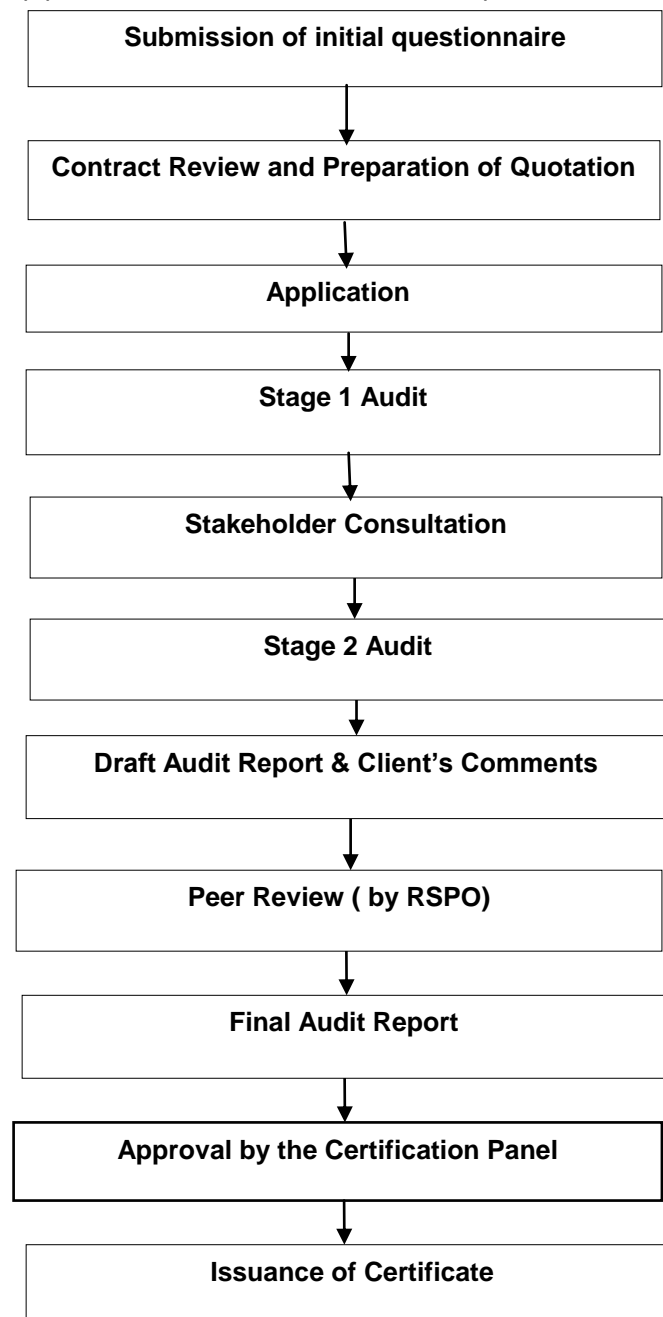 Submission of initial questionnaire
Contract Review and Preparation of Quotation
Application
Stage 1 Audit
Stakeholder Consultation
Stage 2 Audit
Draft Audit Report & Client’s Comments
Peer Review ( by RSPO)
Final Audit Report
Approval by the Certification Panel
Issuance of Certificate